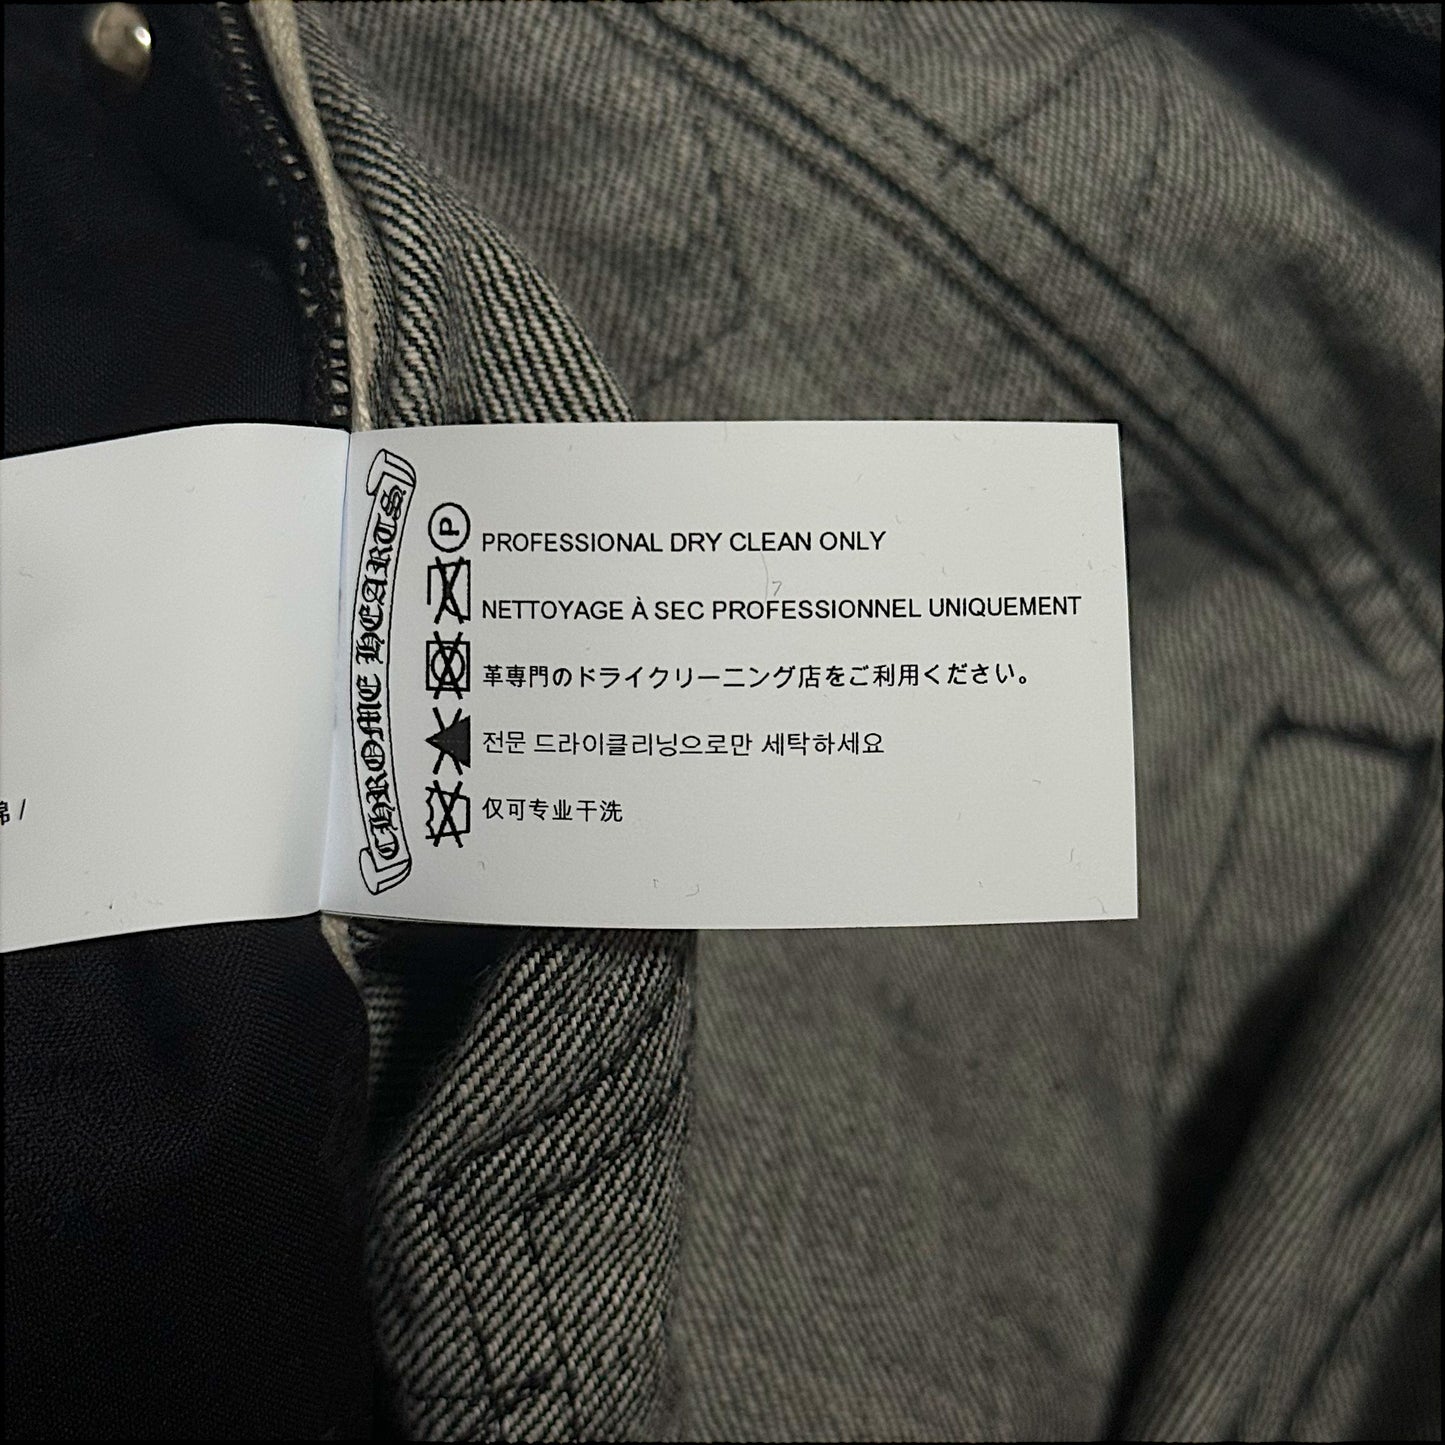 CHROME HEARTS
P
PROFESSIONAL DRY CLEAN ONLY
NETTOYAGE À SEC PROFESSIONNEL UNIQUEMENT
革専門のドライクリーニング店をご利用ください。
전문 드라이클리닝으로만 세탁하세요
仅可专业干洗
/